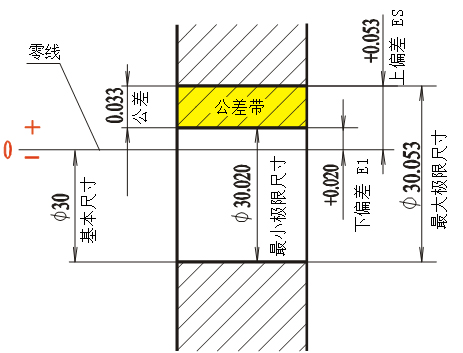 零线
+
0
−
0.033
公差
公差带
+0.053
上偏差 ES
ϕ30
基本尺寸
ϕ30.020
最小极限尺寸
+0.020
下偏差 E1
ϕ30.053
最大极限尺寸